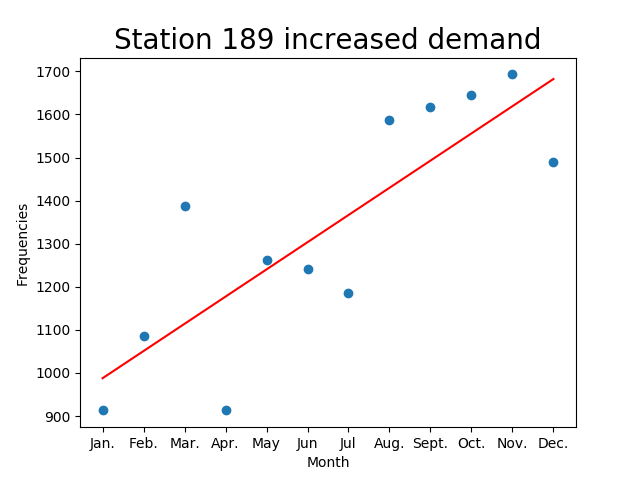 Station 189 increased demand
Frequencies
1700
1600
1500
1400
1300
1200
1100
1000
900
Jan. Feb. Mar. Apr. May Jun Jul Aug. Sept. Oct. Nov. Dec.
Month